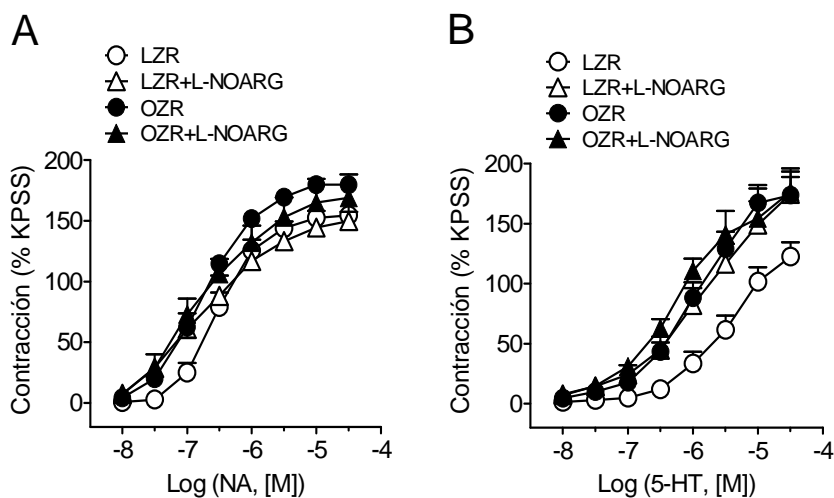 A
LZR
LZR+L-NOARG
OZR
OZR+L-NOARG
Contracción (% KPSS)
200
150
100
50
0
-8 -7 -6 -5 -4
Log (NA, [M])
B
LZR
LZR+L-NOARG
OZR
OZR+L-NOARG
Contracción (% KPSS)
200
150
100
50
0
-8 -7 -6 -5 -4
Log (5-HT, [M])